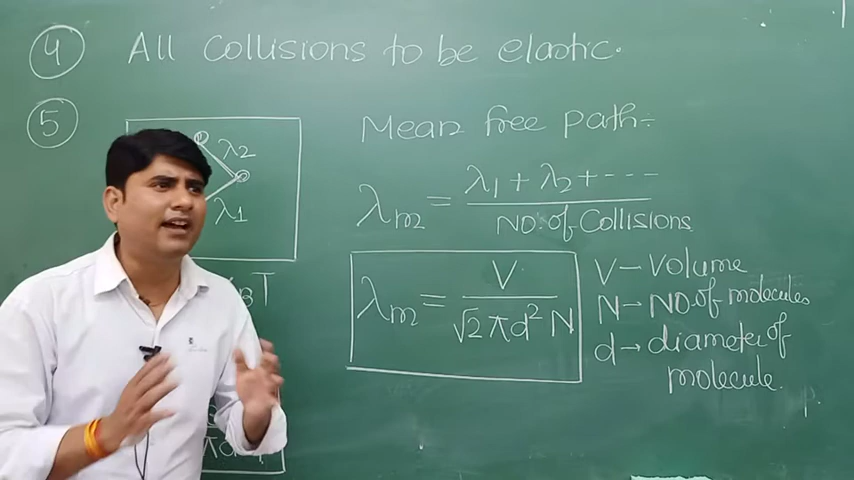 ④ All Collisions to be elastic.
⑤
λ2
λ1
Mean free path:-
λm = (λ1 + λ2 + ---) / NO. of Collisions
λm = V / (√2 πd² N)
V — Volume
N → NO. of molecules
d → diameter of
molecule.
BT